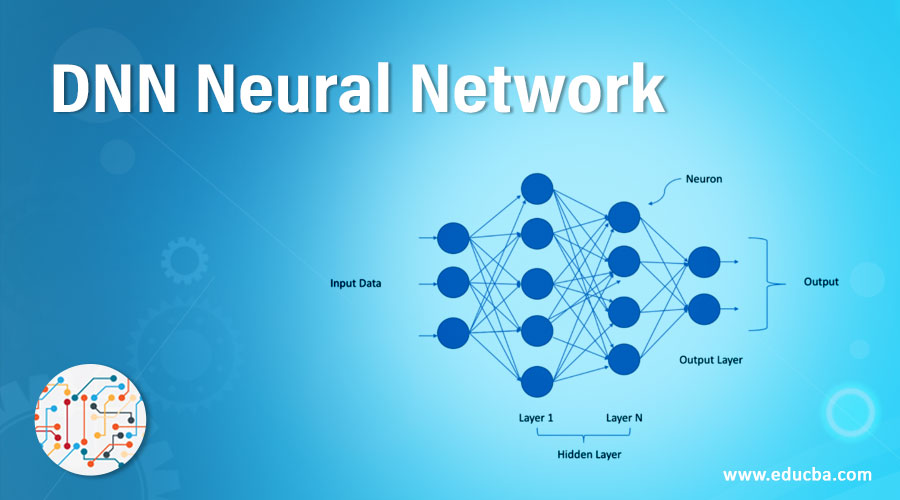 DNN Neural Network
Neuron
Input Data
Output
Output Layer
Layer 1
Layer N
Hidden Layer
www.educba.com